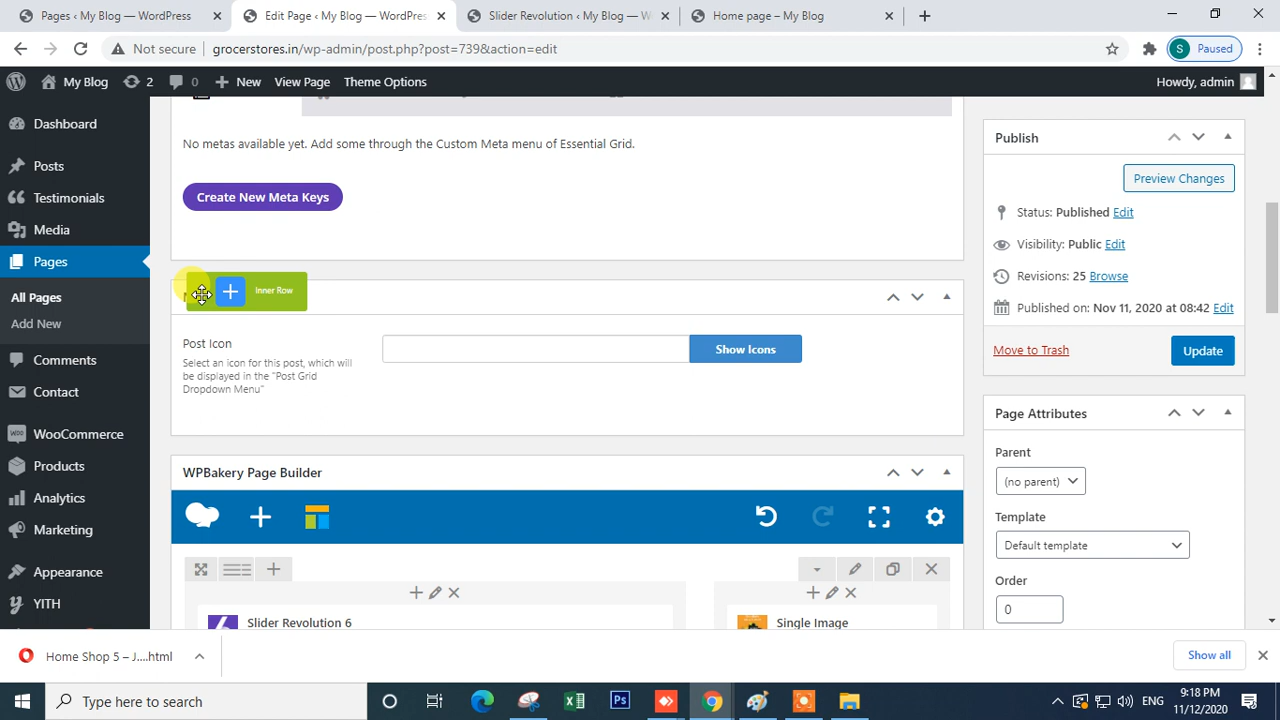 Pages ‹ My Blog — WordPress
Edit Page ‹ My Blog — WordPres
Slider Revolution ‹ My Blog — W
Home page – My Blog
Not secure
grocerstores.in/wp-admin/post.php?post=739&action=edit
S
Paused
My Blog
2
0
New
View Page
Theme Options
Howdy, admin
Dashboard
Posts
Testimonials
Media
Pages
All Pages
Add New
Comments
Contact
WooCommerce
Products
Analytics
Marketing
Appearance
YITH
No metas available yet. Add some through the Custom Meta menu of Essential Grid.
Create New Meta Keys
Inner Row
Post Icon
Select an icon for this post, which will
be displayed in the "Post Grid
Dropdown Menu"
Show Icons
WPBakery Page Builder
Slider Revolution 6
Single Image
Publish
Preview Changes
Status: Published Edit
Visibility: Public Edit
Revisions: 25 Browse
Published on: Nov 11, 2020 at 08:42 Edit
Move to Trash
Update
Page Attributes
Parent
(no parent)
Template
Default template
Order
0
Home Shop 5 – J....html
Show all
Type here to search
Ps
ENG
9:18 PM
11/12/2020